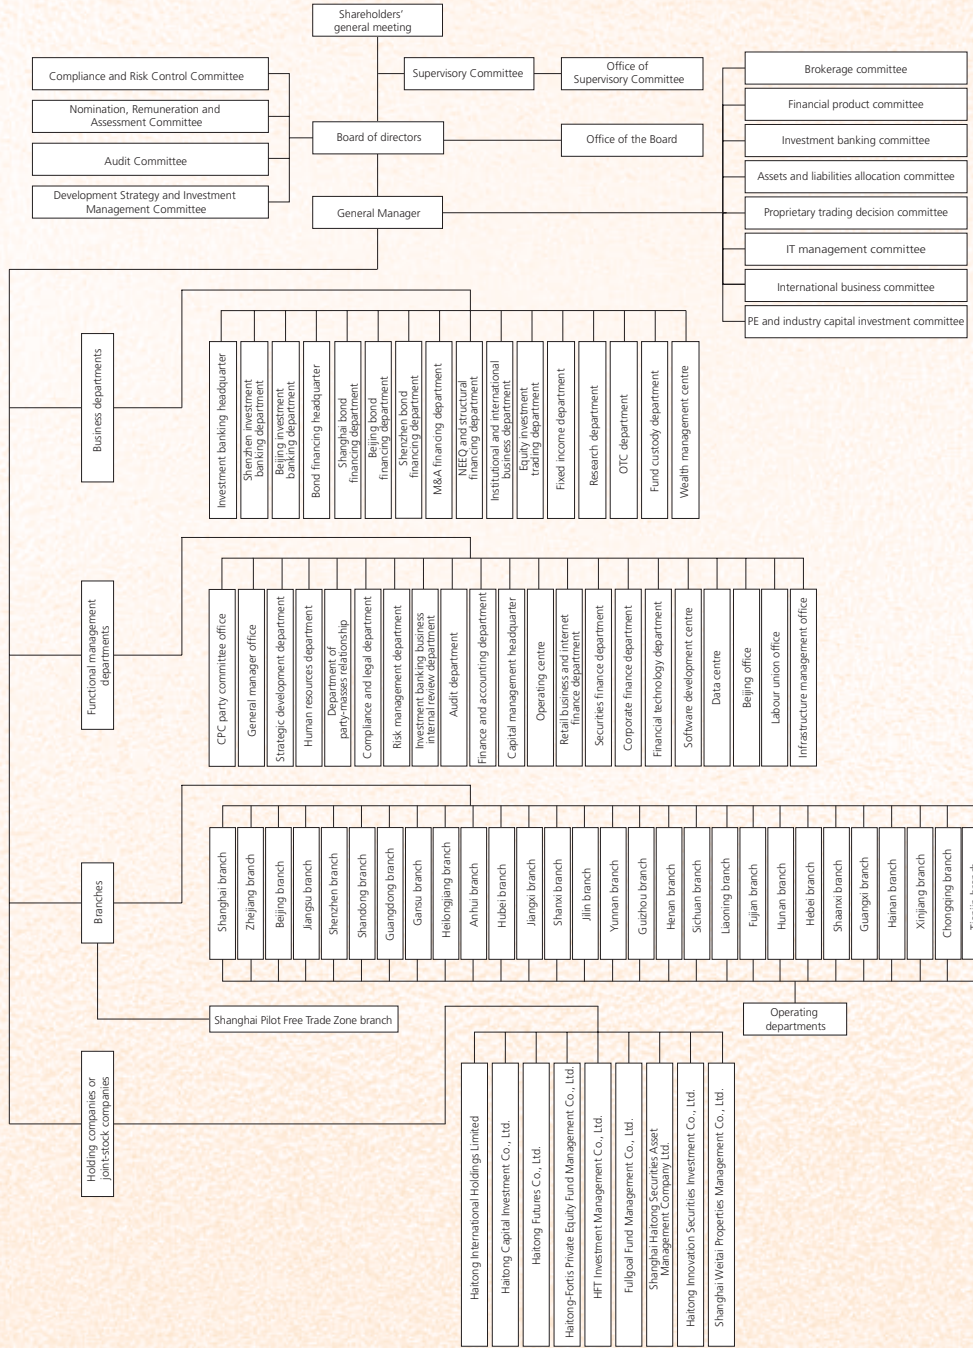 Shareholders'
general meeting
Supervisory Committee
Office of
Supervisory Committee
Compliance and Risk Control Committee
Nomination, Remuneration and
Assessment Committee
Audit Committee
Development Strategy and Investment
Management Committee
Board of directors
Office of the Board
General Manager
Brokerage committee
Financial product committee
Investment banking committee
Assets and liabilities allocation committee
Proprietary trading decision committee
IT management committee
International business committee
PE and industry capital investment committee
Business departments
Investment banking headquarter
Shenzhen investment
banking department
Beijing investment
banking department
Bond financing headquarter
Shanghai bond
financing department
Beijing bond
financing department
Shenzhen bond
financing department
M&A financing department
NEEQ and structural
financing department
Institutional and international
business department
Equity investment
trading department
Fixed income department
Research department
OTC department
Fund custody department
Wealth management centre
Functional management
departments
CPC party committee office
General manager office
Strategic development department
Human resources department
Department of
party-masses relationship
Compliance and legal department
Risk management department
Investment banking business
internal review department
Audit department
Finance and accounting department
Capital management headquarter
Operating centre
Retail business and internet
finance department
Securities finance department
Corporate finance department
Financial technology department
Software development centre
Data centre
Beijing office
Labour union office
Infrastructure management office
Branches
Shanghai branch
Zhejiang branch
Beijing branch
Jiangsu branch
Shenzhen branch
Shandong branch
Guangdong branch
Gansu branch
Heilongjiang branch
Anhui branch
Hubei branch
Jiangxi branch
Shanxi branch
Jilin branch
Yunnan branch
Guizhou branch
Henan branch
Sichuan branch
Liaoning branch
Fujian branch
Hunan branch
Hebei branch
Shaanxi branch
Guangxi branch
Hainan branch
Xinjiang branch
Chongqing branch
Shanghai Pilot Free Trade Zone branch
Operating
departments
Holding companies or
joint-stock companies
Haitong International Holdings Limited
Haitong Capital Investment Co., Ltd.
Haitong Futures Co., Ltd.
Haitong-Fortis Private Equity Fund Management Co., Ltd.
HFT Investment Management Co., Ltd.
Fullgoal Fund Management Co., Ltd.
Shanghai Haitong Securities Asset
Management Company Ltd.
Haitong Innovation Securities Investment Co., Ltd.
Shanghai Weitai Properties Management Co., Ltd.